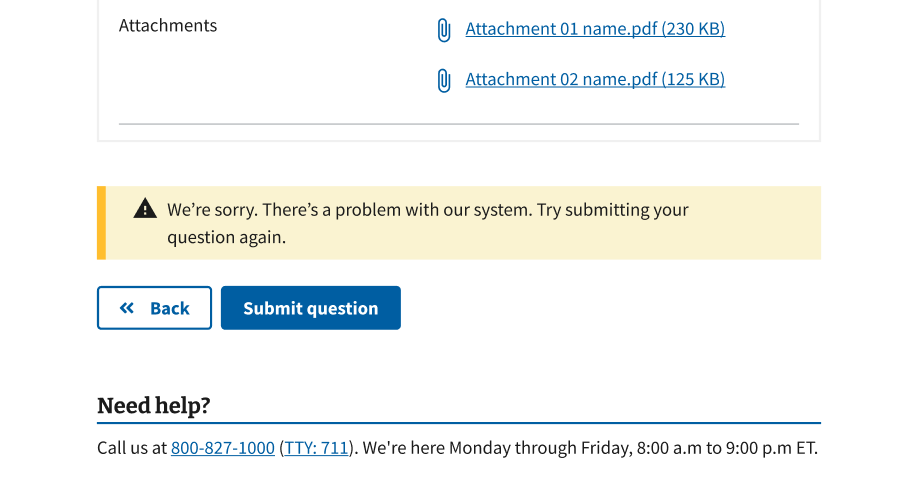 Attachments
Attachment 01 name.pdf (230 KB)
Attachment 02 name.pdf (125 KB)
We’re sorry. There’s a problem with our system. Try submitting your
question again.
Back
Submit question
Need help?
Call us at 800-827-1000 (TTY: 711). We're here Monday through Friday, 8:00 a.m to 9:00 p.m ET.